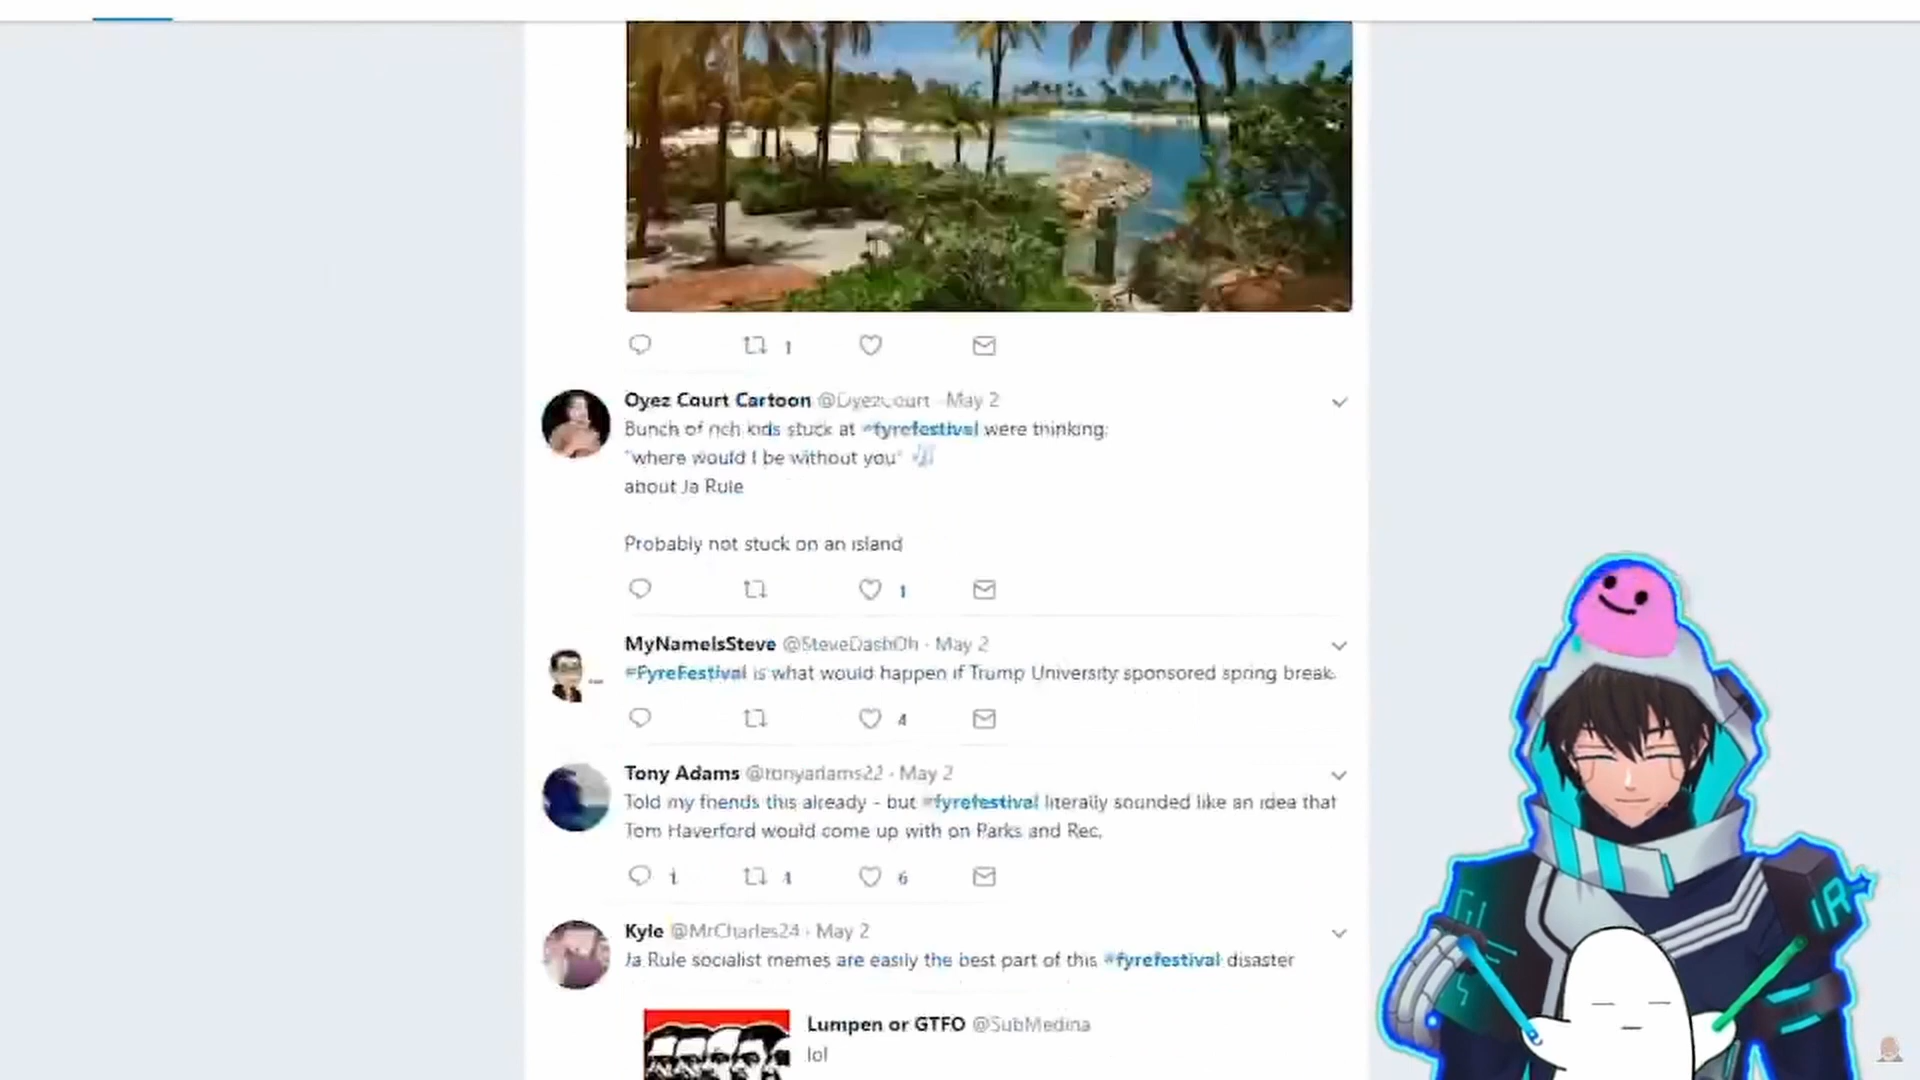 1
Oyez Court Cartoon @OyezCourt · May 2
Bunch of rich kids stuck at #fyrefestival were thinking:
"where would I be without you"
about Ja Rule
Probably not stuck on an island
1
MyNameIsSteve @SteveDashOh · May 2
#FyreFestival is what would happen if Trump University sponsored spring break.
4
Tony Adams @tonyadams22 · May 2
Told my friends this already - but #fyrefestival literally sounded like an idea that
Tom Haverford would come up with on Parks and Rec.
1 4 6
Kyle @MrCharles24 · May 2
Ja Rule socialist memes are easily the best part of this #fyrefestival disaster
Lumpen or GTFO @SubMedina
lol